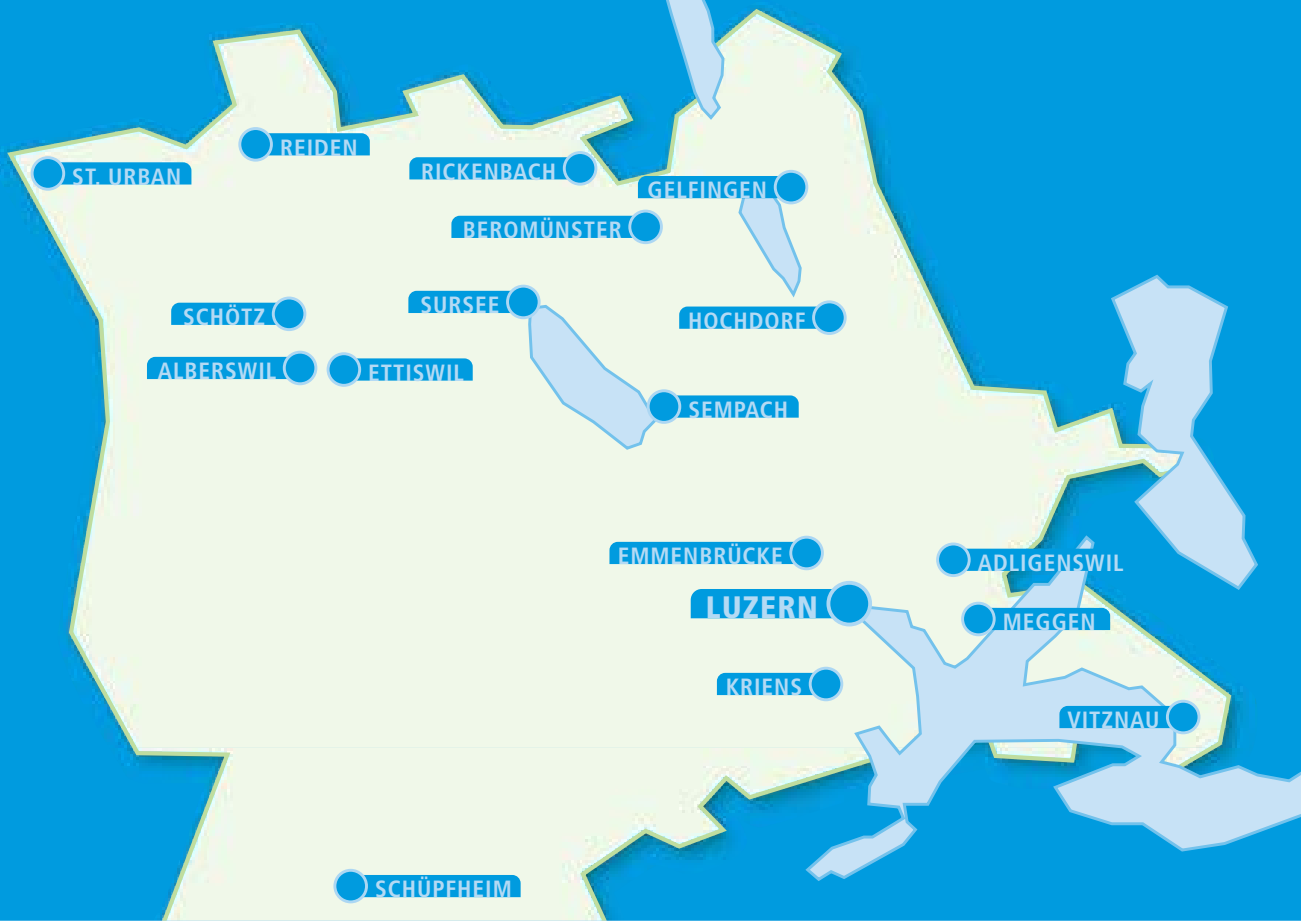 REIDEN
RICKENBACH
ST. URBAN
GELFINGEN
BEROMÜNSTER
SURSEE
SCHÖTZ
HOCHDORF
ALBERSWIL
ETTISWIL
SEMPACH
EMMENBRÜCKE
ADLIGENSWIL
LUZERN
MEGGEN
KRIENS
VITZNAU
SCHÜPFHEIM